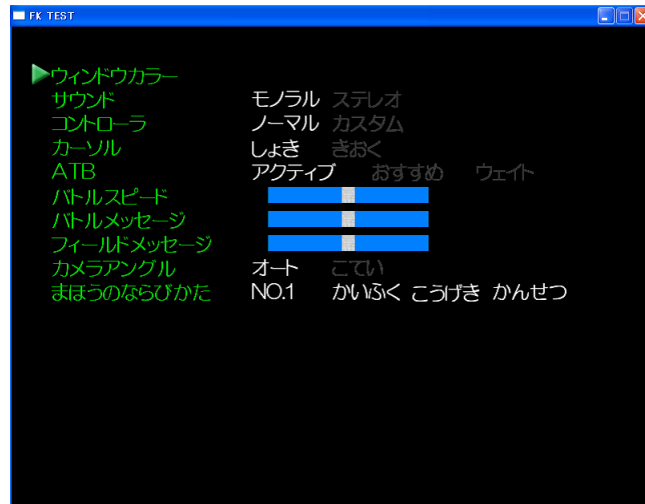 FK TEST
ウィンドウカラー
サウンド モノラル ステレオ
コントローラ ノーマル カスタム
カーソル しょき きおく
ATB アクティブ おすすめ ウェイト
バトルスピード
バトルメッセージ
フィールドメッセージ
カメラアングル オート こてい
まほうのならびかた NO.1 かいふく こうげき かんせつ